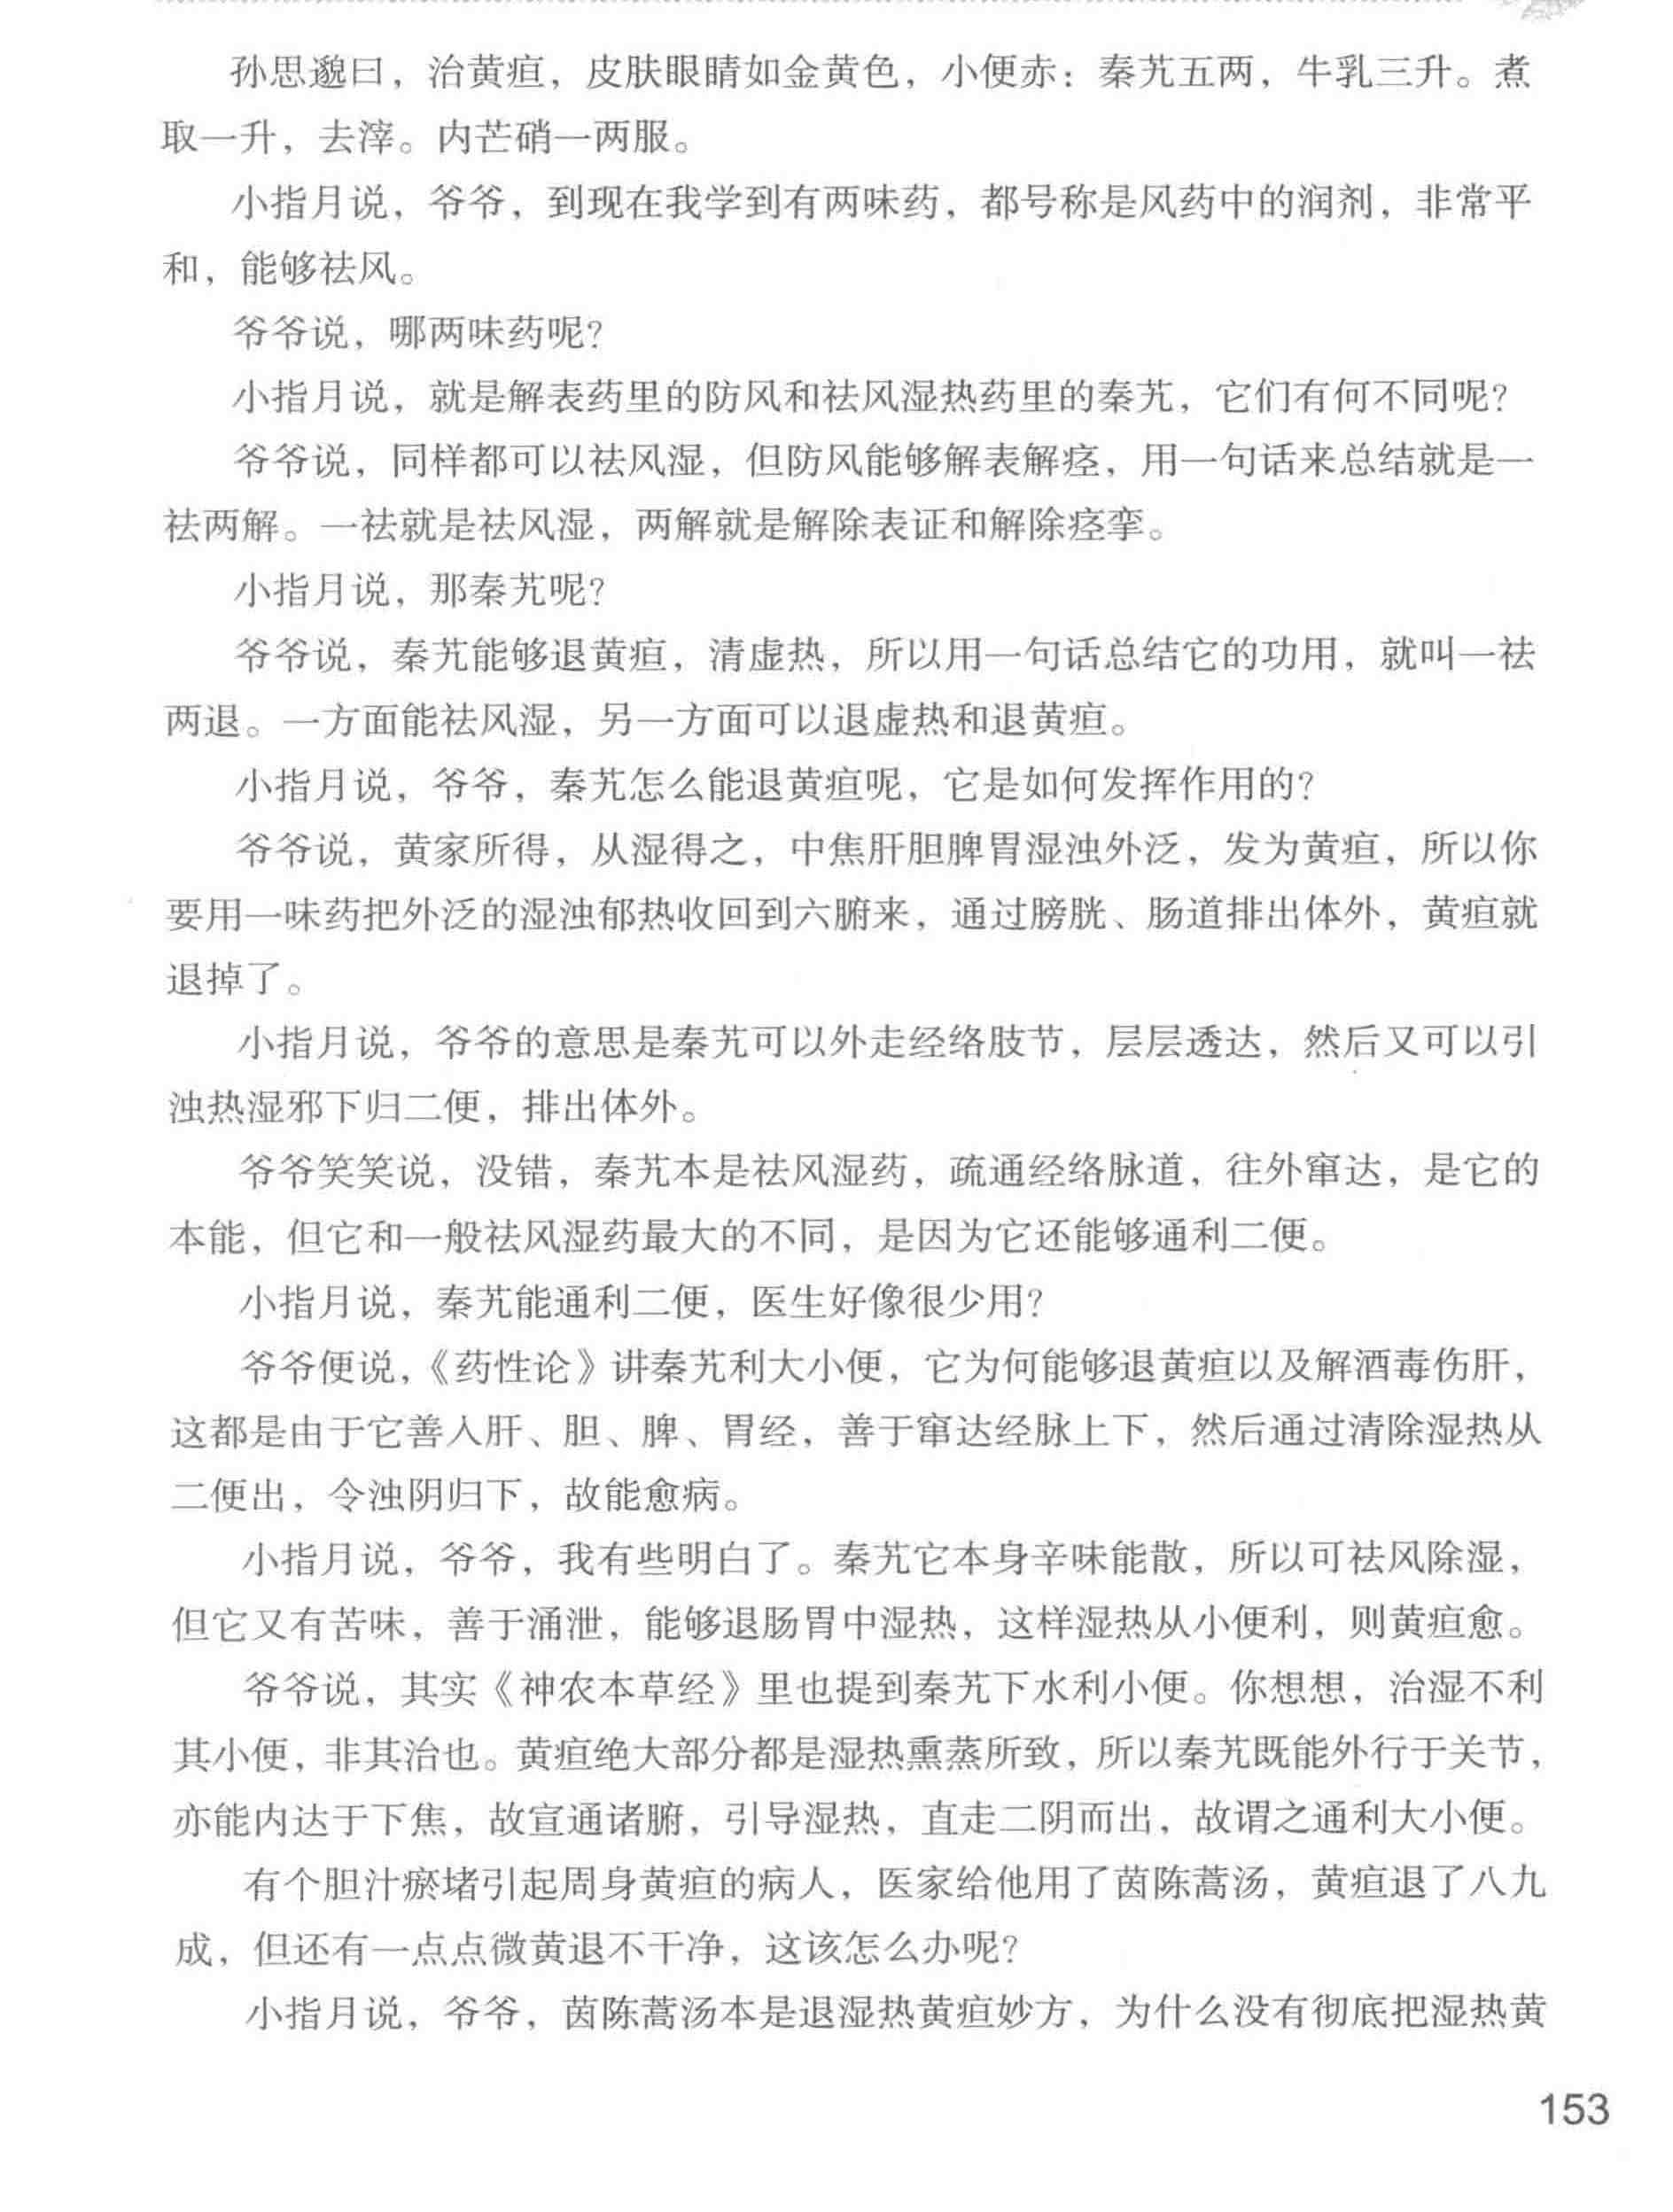 孙思邈曰，治黄疸，皮肤眼睛如金黄色，小便赤：秦艽五两，牛乳三升。煮
取一升，去滓。内芒硝一两服。
小指月说，爷爷，到现在我学到有两味药，都号称是风药中的润剂，非常平
和，能够祛风。
爷爷说，哪两味药呢？
小指月说，就是解表药里的防风和祛风湿热药里的秦艽，它们有何不同呢？
爷爷说，同样都可以祛风湿，但防风能够解表解痉，用一句话来总结就是一
祛两解。一祛就是祛风湿，两解就是解除表证和解除痉挛。
小指月说，那秦艽呢？
爷爷说，秦艽能够退黄疸，清虚热，所以用一句话总结它的功用，就叫一祛
两退。一方面能祛风湿，另一方面可以退虚热和退黄疸。
小指月说，爷爷，秦艽怎么能退黄疸呢，它是如何发挥作用的？
爷爷说，黄家所得，从湿得之，中焦肝胆脾胃湿浊外泛，发为黄疸，所以你
要用一味药把外泛的湿浊郁热收回到六腑来，通过膀胱、肠道排出体外，黄疸就
退掉了。
小指月说，爷爷的意思是秦艽可以外走经络肢节，层层透达，然后又可以引
浊热湿邪下归二便，排出体外。
爷爷笑笑说，没错，秦艽本是祛风湿药，疏通经络脉道，往外窜达，是它的
本能，但它和一般祛风湿药最大的不同，是因为它还能够通利二便。
小指月说，秦艽能通利二便，医生好像很少用？
爷爷便说，《药性论》讲秦艽利大小便，它为何能够退黄疸以及解酒毒伤肝，
这都是由于它善入肝、胆、脾、胃经，善于窜达经脉上下，然后通过清除湿热从
二便出，令浊阴归下，故能愈病。
小指月说，爷爷，我有些明白了。秦艽它本身辛味能散，所以可祛风除湿，
但它又有苦味，善于涌泄，能够退肠胃中湿热，这样湿热从小便利，则黄疸愈。
爷爷说，其实《神农本草经》里也提到秦艽下水利小便。你想想，治湿不利
其小便，非其治也。黄疸绝大部分都是湿热熏蒸所致，所以秦艽既能外行于关节，
亦能内达于下焦，故宣通诸腑，引导湿热，直走二阴而出，故谓之通利大小便。
有个胆汁瘀堵引起周身黄疸的病人，医家给他用了茵陈蒿汤，黄疸退了八九
成，但还有一点点微黄退不干净，这该怎么办呢？
小指月说，爷爷，茵陈蒿汤本是退湿热黄疸妙方，为什么没有彻底把湿热黄
153